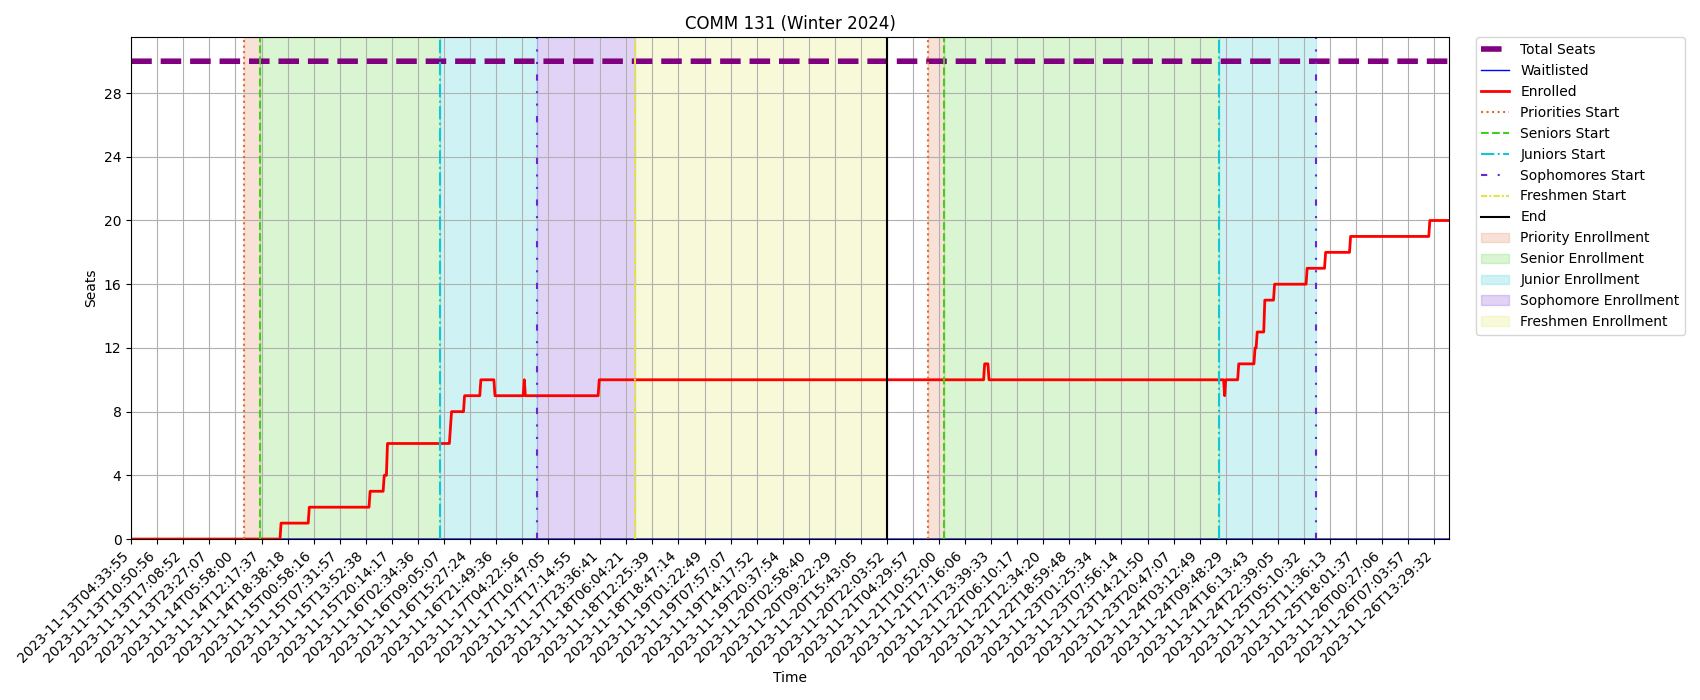 COMM 131 (Winter 2024)
Seats
28
24
20
16
12
8
4
0
2023-11-13T04:33:55
2023-11-13T10:50:56
2023-11-13T17:08:52
2023-11-13T23:27:07
2023-11-14T05:58:00
2023-11-14T12:17:37
2023-11-14T18:38:18
2023-11-15T00:58:16
2023-11-15T07:31:57
2023-11-15T13:52:38
2023-11-15T20:14:17
2023-11-16T02:34:36
2023-11-16T09:05:07
2023-11-16T15:27:24
2023-11-16T21:49:36
2023-11-17T04:22:56
2023-11-17T10:47:05
2023-11-17T17:14:55
2023-11-17T23:36:41
2023-11-18T06:04:21
2023-11-18T12:25:39
2023-11-18T18:47:14
2023-11-19T01:22:49
2023-11-19T07:57:07
2023-11-19T14:17:52
2023-11-19T20:37:54
2023-11-20T02:58:40
2023-11-20T09:22:29
2023-11-20T15:43:05
2023-11-20T22:03:52
2023-11-21T04:29:57
2023-11-21T10:52:00
2023-11-21T17:16:06
2023-11-21T23:39:33
2023-11-22T06:10:17
2023-11-22T12:34:20
2023-11-22T18:59:48
2023-11-23T01:25:34
2023-11-23T07:56:14
2023-11-23T14:21:50
2023-11-23T20:47:07
2023-11-24T03:12:49
2023-11-24T09:48:29
2023-11-24T16:13:43
2023-11-24T22:39:05
2023-11-25T05:10:32
2023-11-25T11:36:13
2023-11-25T18:01:37
2023-11-26T00:27:06
2023-11-26T07:03:57
2023-11-26T13:29:32
Time
Total Seats
Waitlisted
Enrolled
Priorities Start
Seniors Start
Juniors Start
Sophomores Start
Freshmen Start
End
Priority Enrollment
Senior Enrollment
Junior Enrollment
Sophomore Enrollment
Freshmen Enrollment